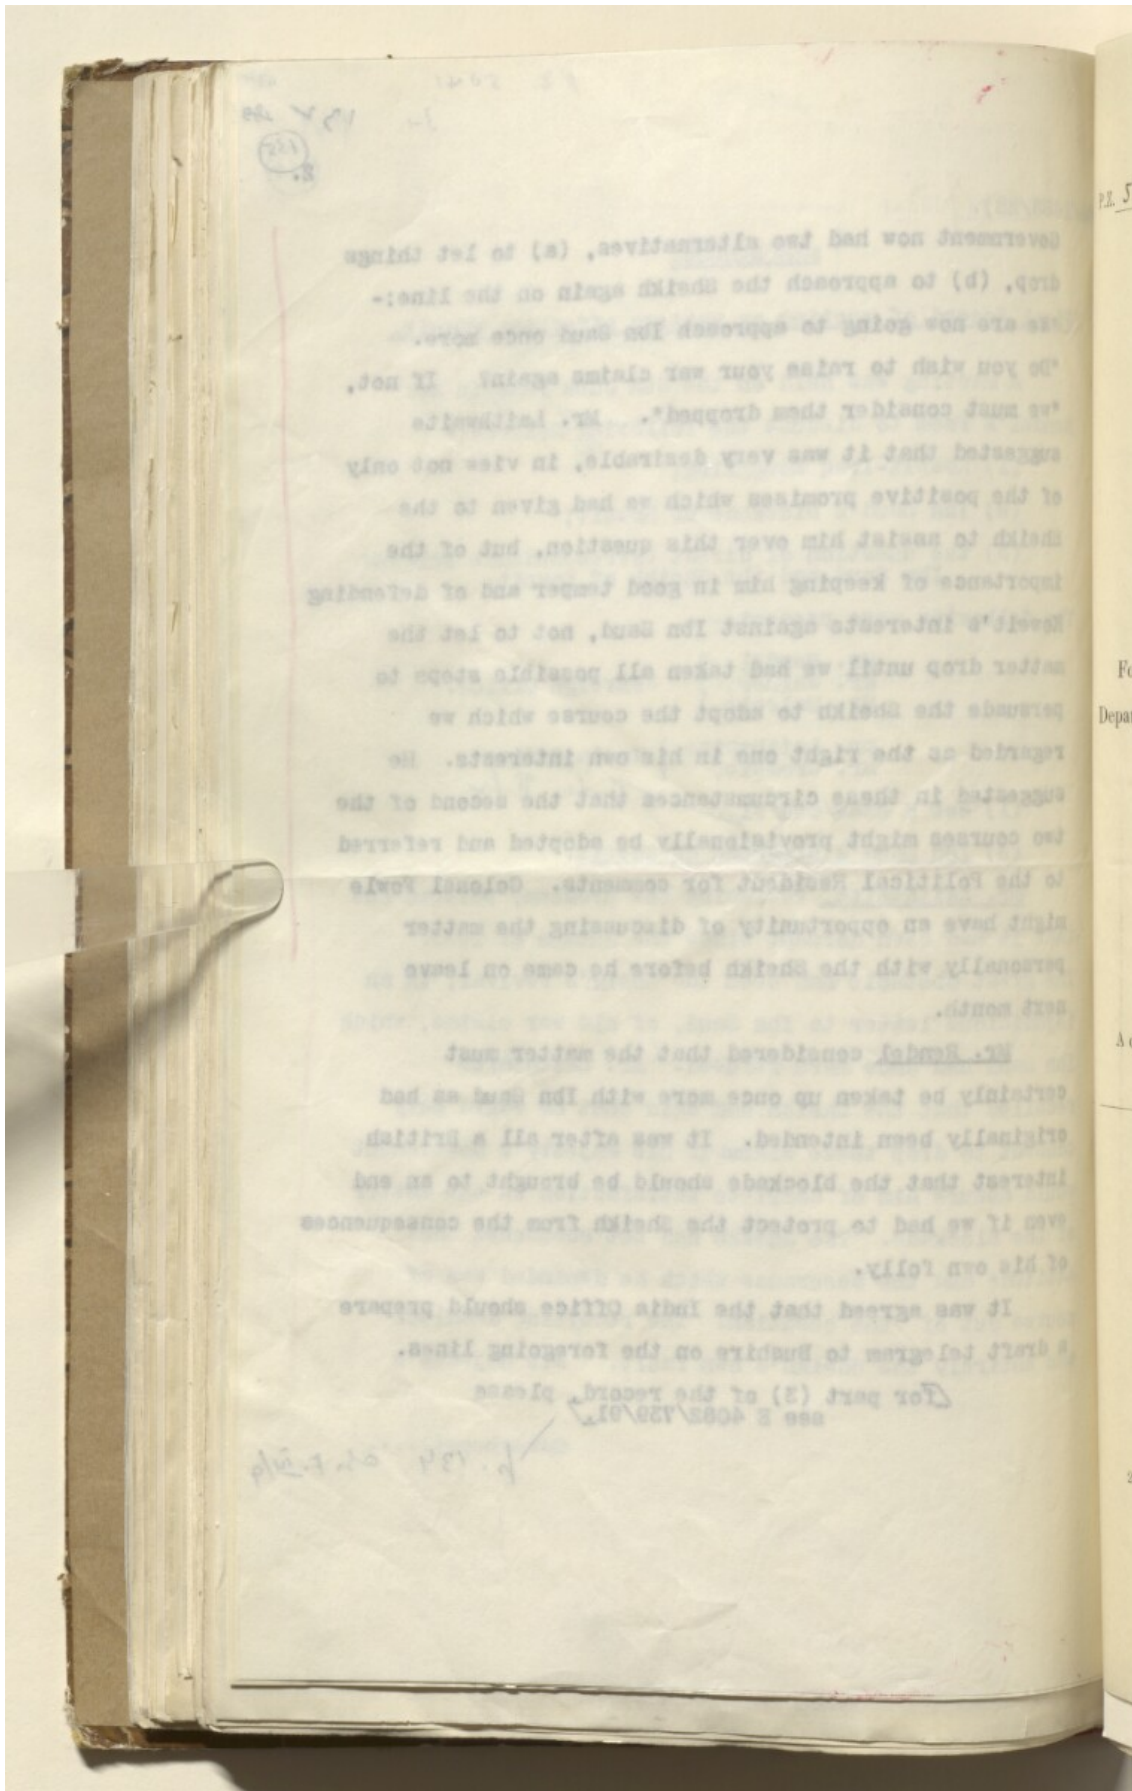 Government now had two alternatives, (a) to let things
drop, (b) to approach the Sheikh again on the line:-
"We are now going to approach Ibn Saud once more.
"Do you wish to raise your war claims again? If not,
"we must consider them dropped". Mr. Laithwaite
suggested that it was very desirable, in view not only
of the positive promises which we had given to the
Sheikh to assist him over this question, but of the
importance of keeping him in good temper and of defending
Koweit's interests against Ibn Saud, not to let the
matter drop until we had taken all possible steps to
persuade the Sheikh to adopt the course which we
regarded as the right one in his own interests. He
suggested in these circumstances that the second of the
two courses might provisionally be adopted and referred
to the Political Resident for comments. Colonel Fowle
might have an opportunity of discussing the matter
personally with the Sheikh before he came on leave
next month.
Mr. Rendel considered that the matter must
certainly be taken up once more with Ibn Saud as had
originally been intended. It was after all a British
interest that the blockade should be brought to an end
even if we had to protect the Sheikh from the consequences
of his own folly.
It was agreed that the India Office should prepare
a draft telegram to Bushire on the foregoing lines.
[For part (3) of the record, please
see E 4082/759/91.]
P.Z. 5
Fo
Depar
A c
2